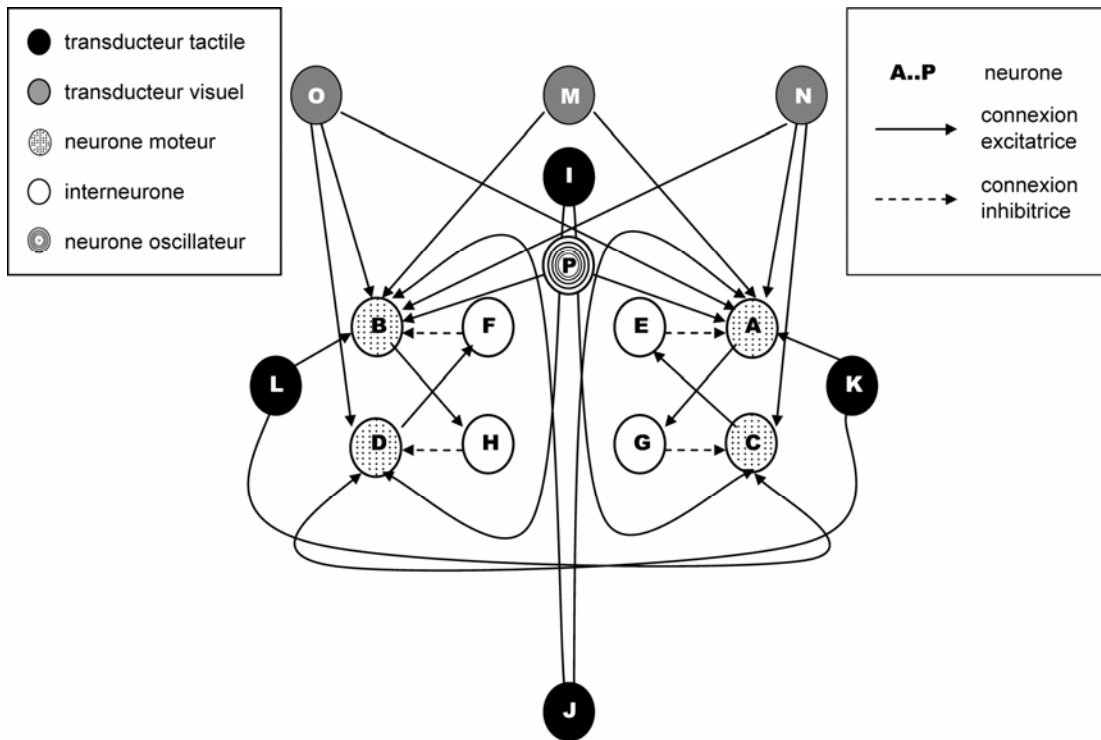 transducteur tactile
transducteur visuel
neurone moteur
interneurone
neurone oscillateur
A..P neurone
connexion
excitatrice
connexion
inhibitrice
O M N
I
P
B F E A
L K
D H G C
J